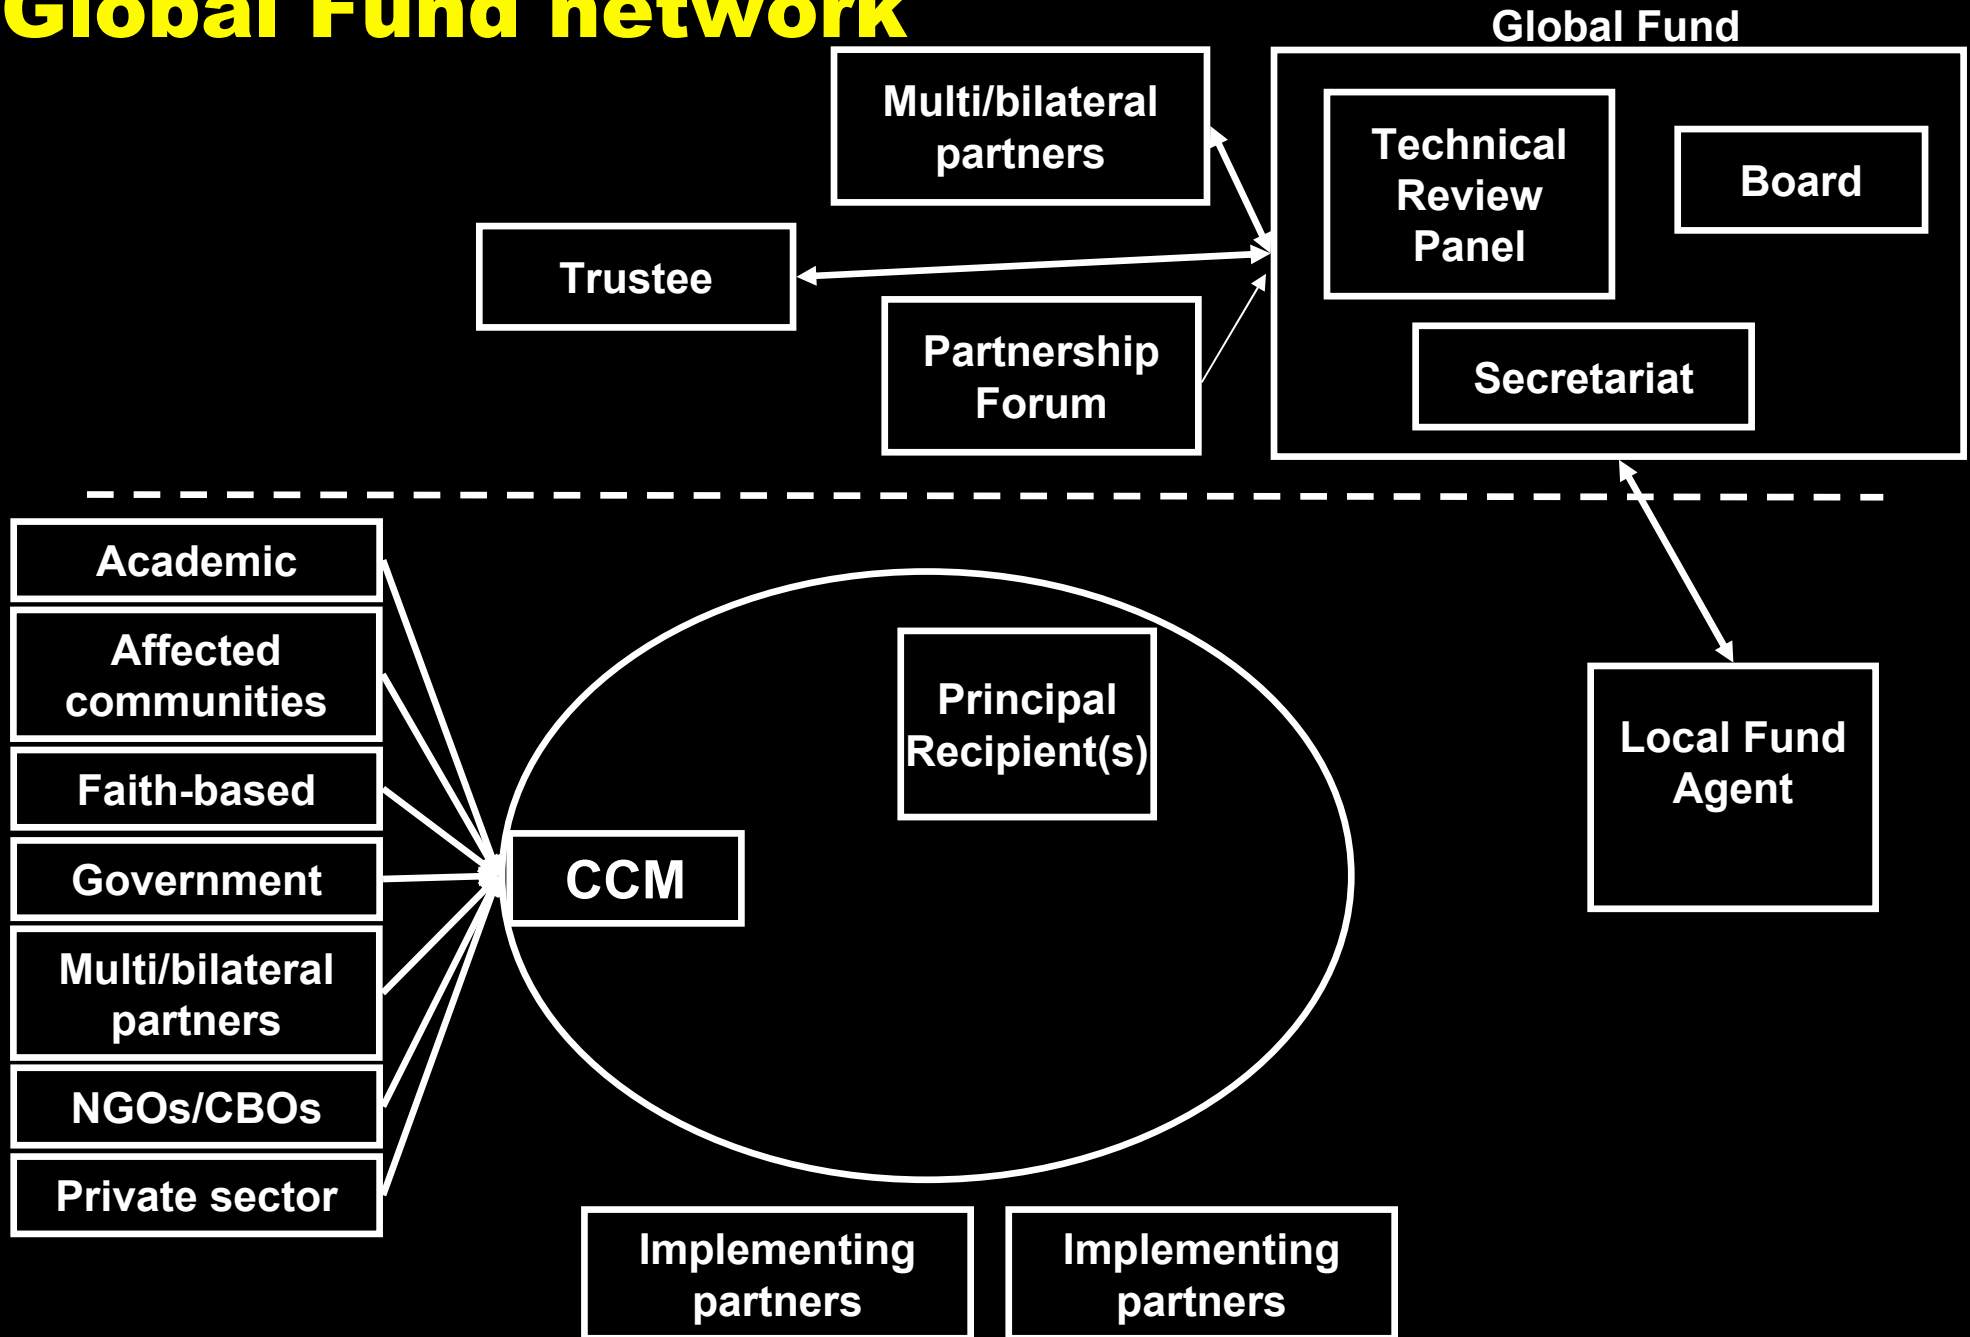 Global Fund network
Global Fund
Multi/bilateral
partners
Technical
Review
Panel
Board
Trustee
Partnership
Forum
Secretariat
Academic
Affected
communities
Faith-based
Government
Multi/bilateral
partners
NGOs/CBOs
Private sector
CCM
Principal
Recipient(s)
Local Fund
Agent
Implementing
partners
Implementing
partners